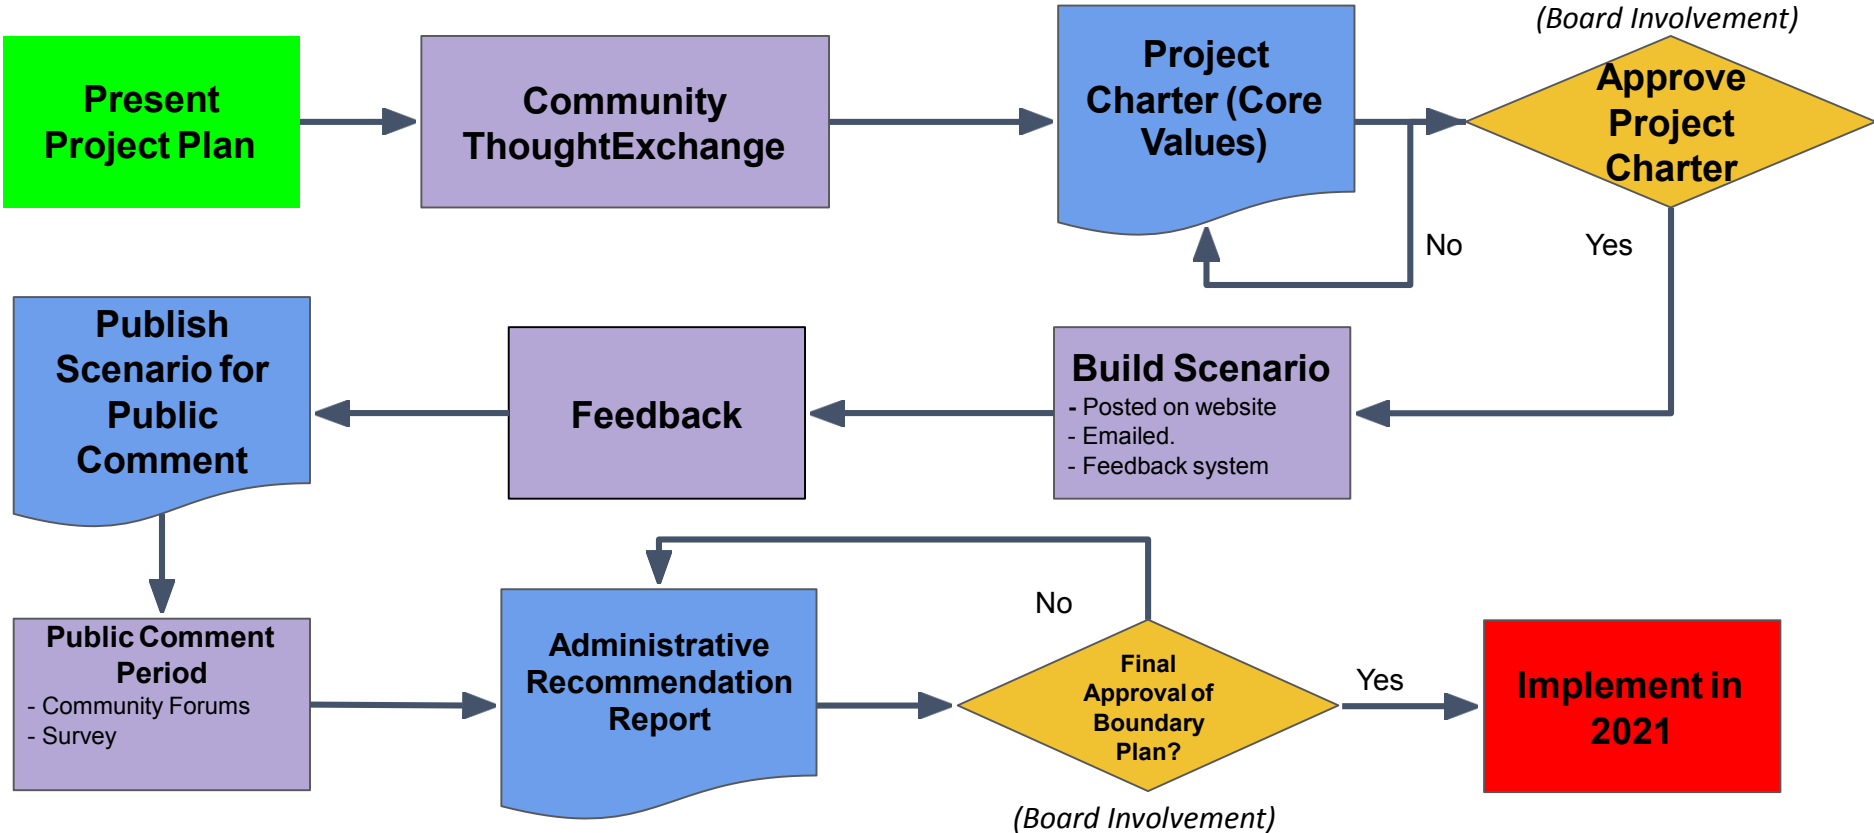 (Board Involvement)
Present
Project Plan
Community
ThoughtExchange
Project
Charter (Core
Values)
Approve
Project
Charter
No
Yes
Publish
Scenario for
Public
Comment
Feedback
Build Scenario
- Posted on website
- Emailed.
- Feedback system
Public Comment
Period
- Community Forums
- Survey
Administrative
Recommendation
Report
No
Final
Approval of
Boundary
Plan?
Yes
Implement in
2021
(Board Involvement)